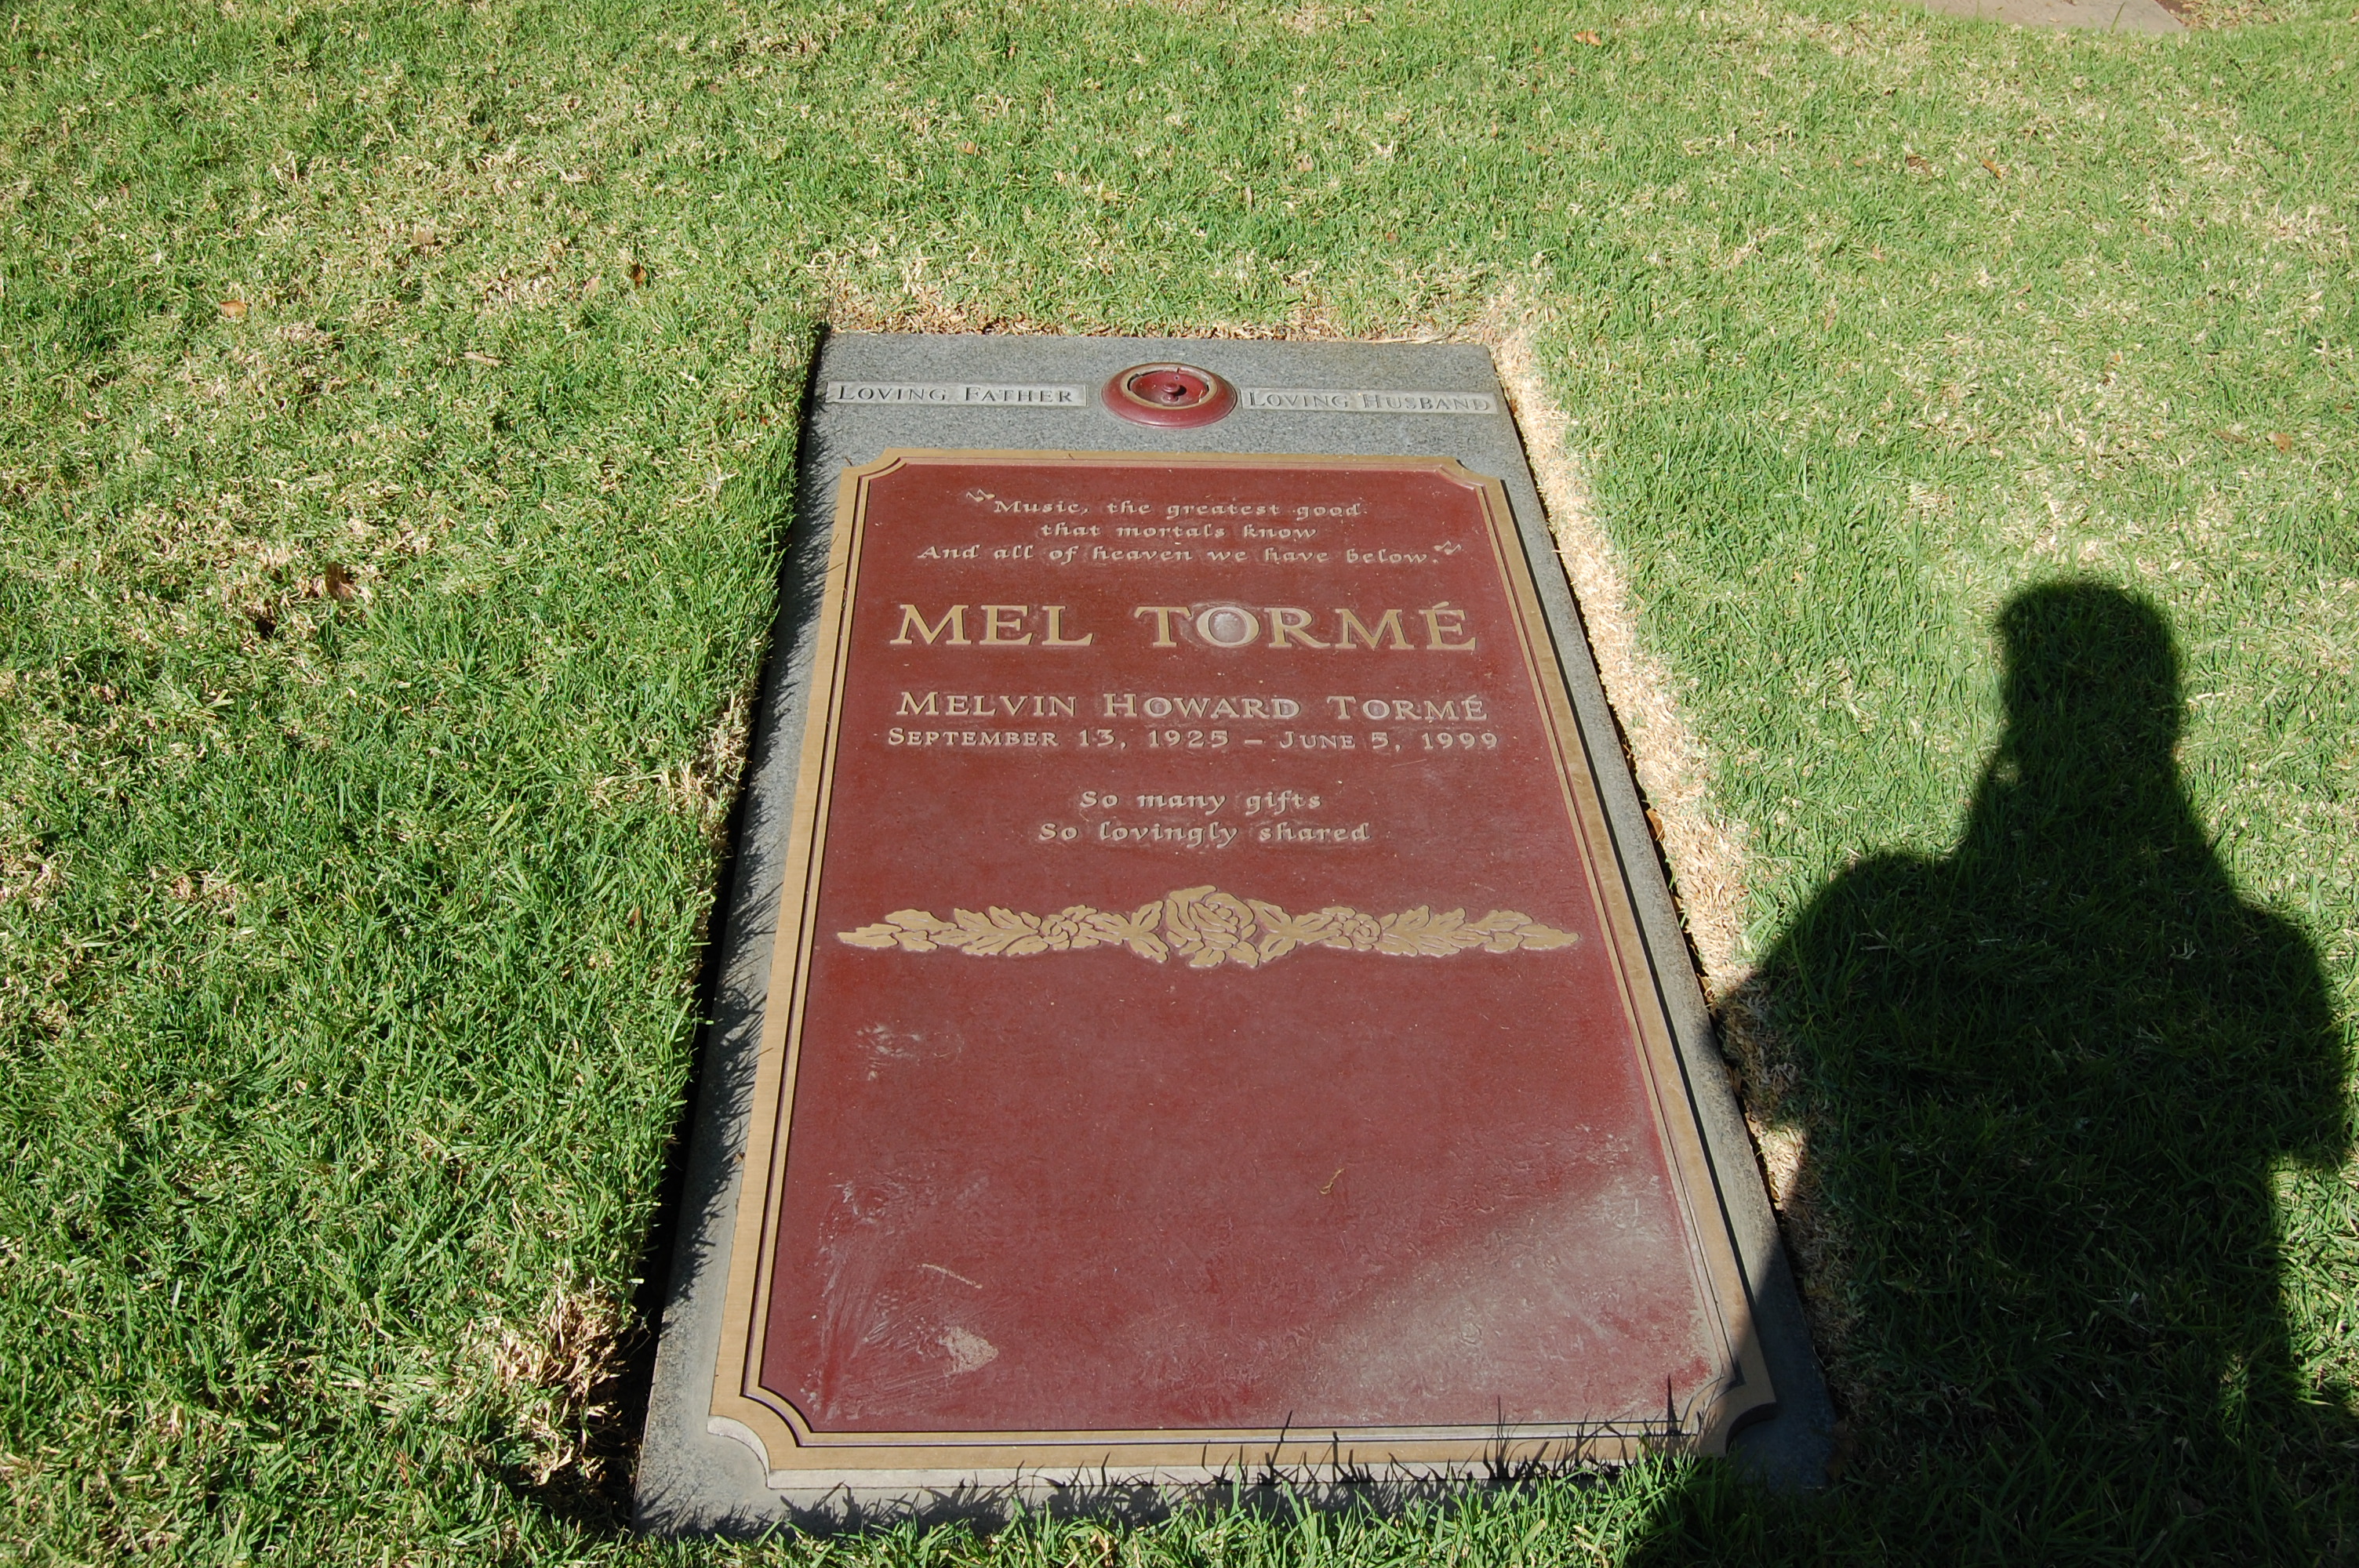 LOVING FATHER LOVING HUSBAND
"Music, the greatest good
that mortals know
And all of heaven we have below."
MEL TORMÉ
MELVIN HOWARD TORMÉ
SEPTEMBER 13, 1925 – JUNE 5, 1999
So many gifts
So lovingly shared